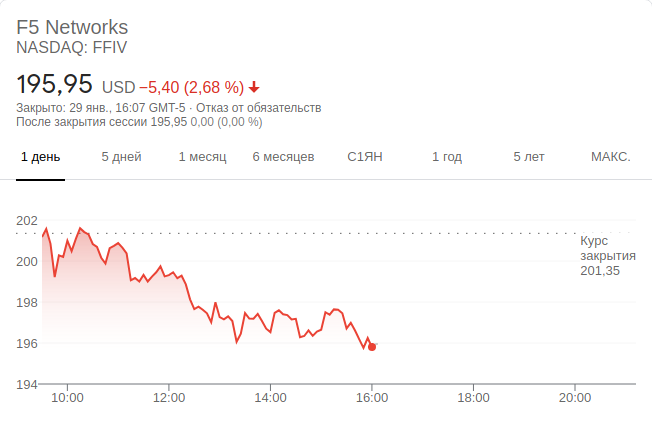 F5 Networks
NASDAQ: FFIV
195,95 USD −5,40 (2,68 %)
Закрыто: 29 янв., 16:07 GMT-5 · Отказ от обязательств
После закрытия сессии 195,95 0,00 (0,00 %)
1 день 5 дней 1 месяц 6 месяцев С1ЯН 1 год 5 лет МАКС.
202
Курс
закрытия
201,35
200
198
196
194
10:00 12:00 14:00 16:00 18:00 20:00